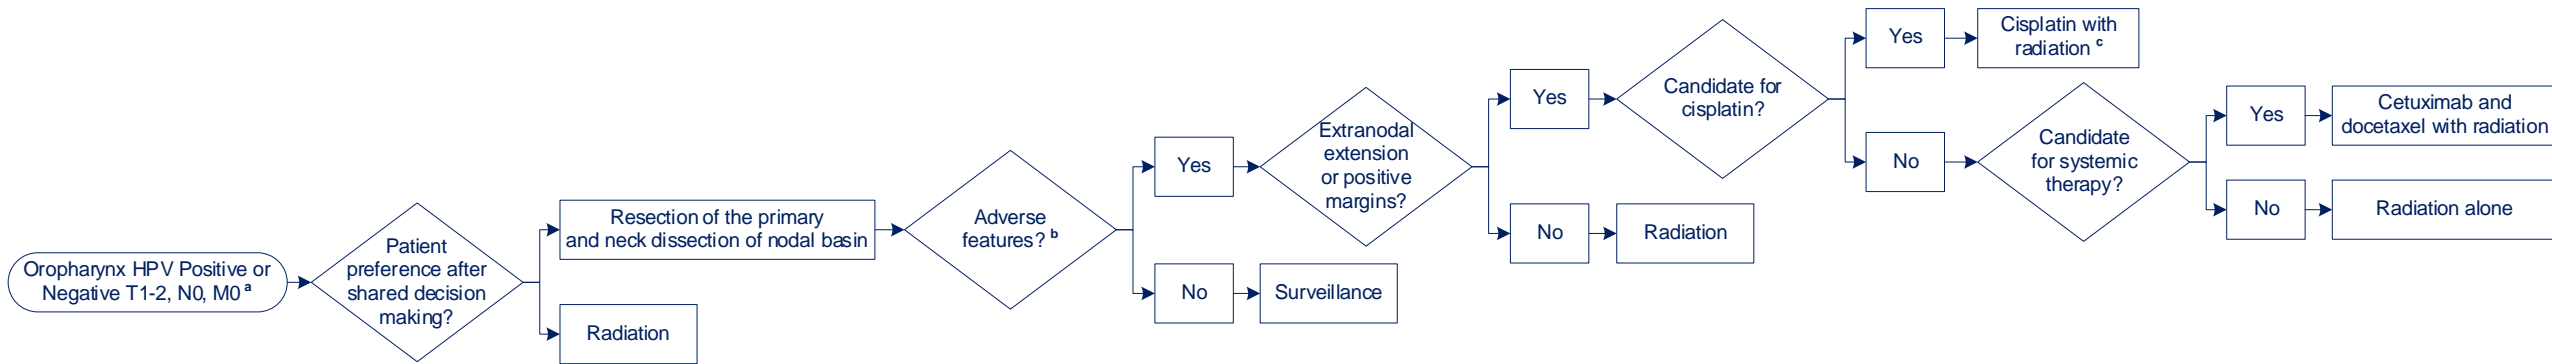 Oropharynx HPV Positive or
Negative T1-2, N0, M0 a
Patient
preference after
shared decision
making?
Resection of the primary
and neck dissection of nodal basin
Radiation
Adverse
features? b
Yes
No
Surveillance
Extranodal
extension
or positive
margins?
Yes
No
Radiation
Candidate for
cisplatin?
Yes
Cisplatin with
radiation c
No
Candidate
for systemic
therapy?
Yes
Cetuximab and
docetaxel with radiation
No
Radiation alone